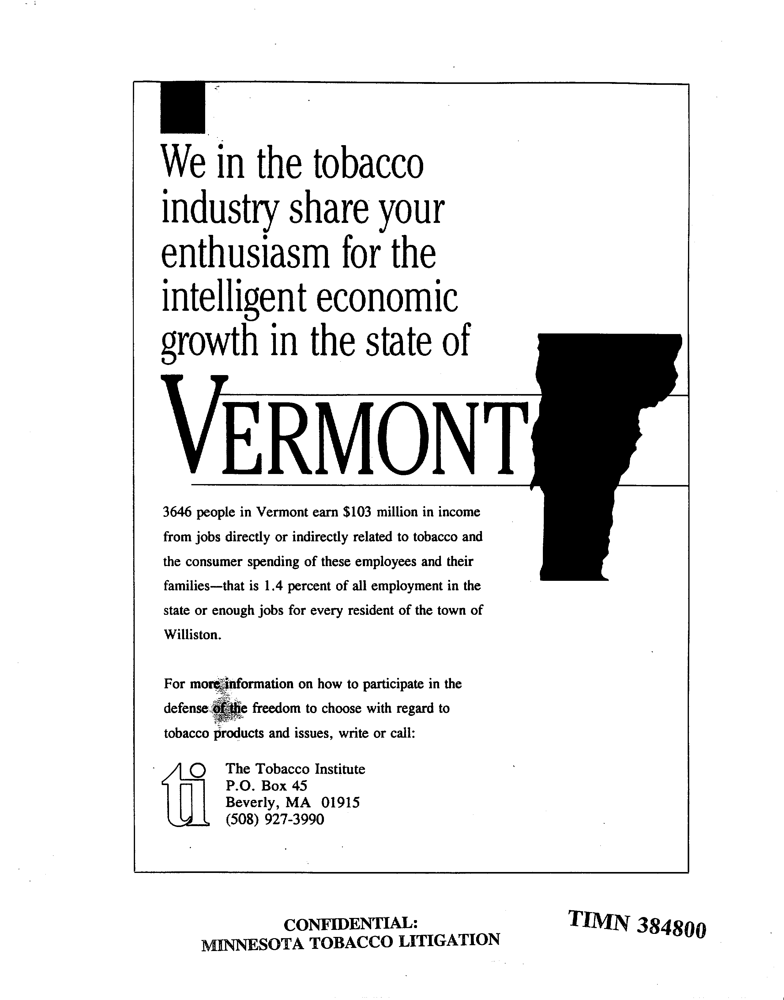 We in the tobacco
industry share your
enthusiasm for the
intelligent economic
growth in the state of
VERMONT
3646 people in Vermont earn $103 million in income
from jobs directly or indirectly related to tobacco and
the consumer spending of these employees and their
families—that is 1.4 percent of all employment in the
state or enough jobs for every resident of the town of
Williston.
For more information on how to participate in the
defense of the freedom to choose with regard to
tobacco products and issues, write or call:
ti
The Tobacco Institute
P.O. Box 45
Beverly, MA 01915
(508) 927-3990
CONFIDENTIAL:
MINNESOTA TOBACCO LITIGATION
TIMN 384800